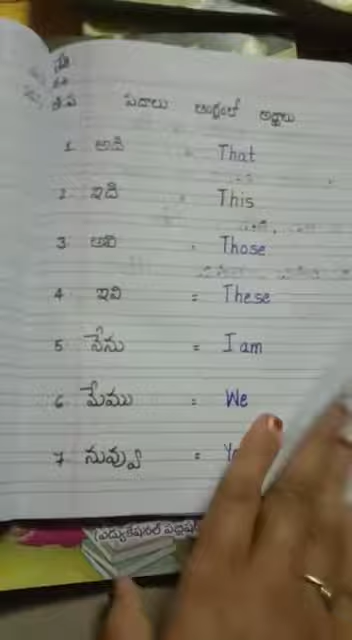 పదాలు ఆంగ్లంలో అర్థాలు
1. అది = That
2. ఇది = This
3. అవి = Those
4 ఇవి = These
5 నేను = I am
6 మేము = We
7 నువ్వు =